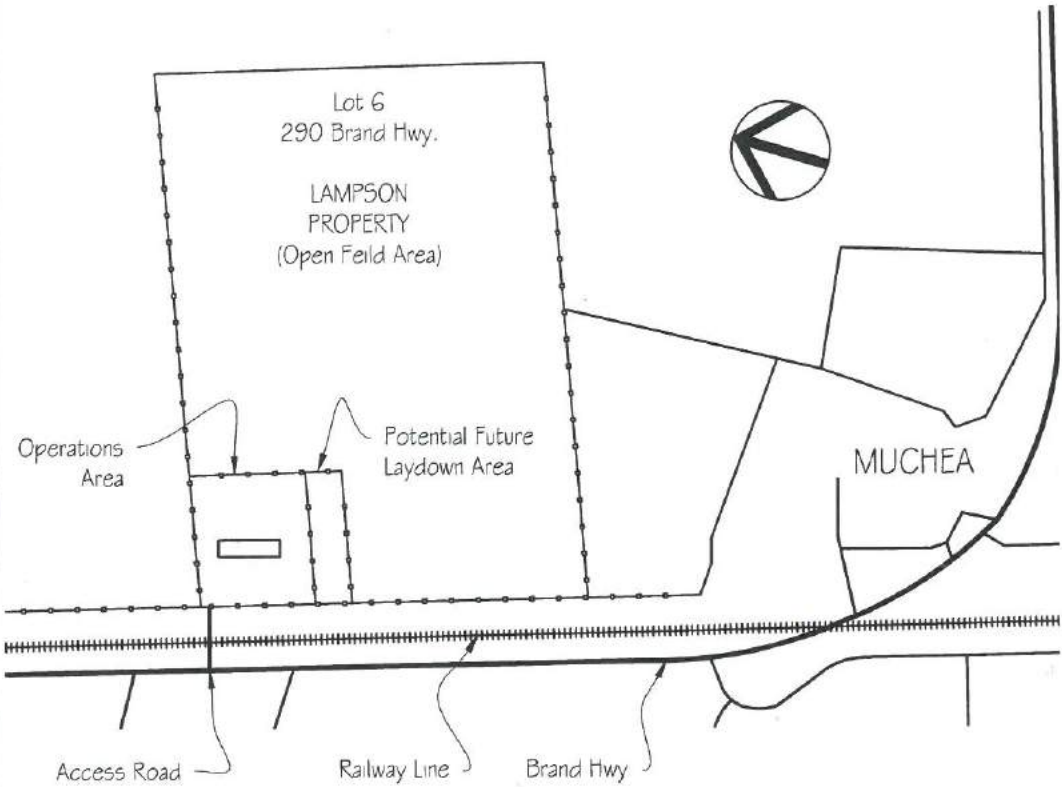 Lot 6
290 Brand Hwy.
LAMPSON
PROPERTY
(Open Feild Area)
Operations
Area
Potential Future
Laydown Area
MUCHEA
Access Road
Railway Line
Brand Hwy